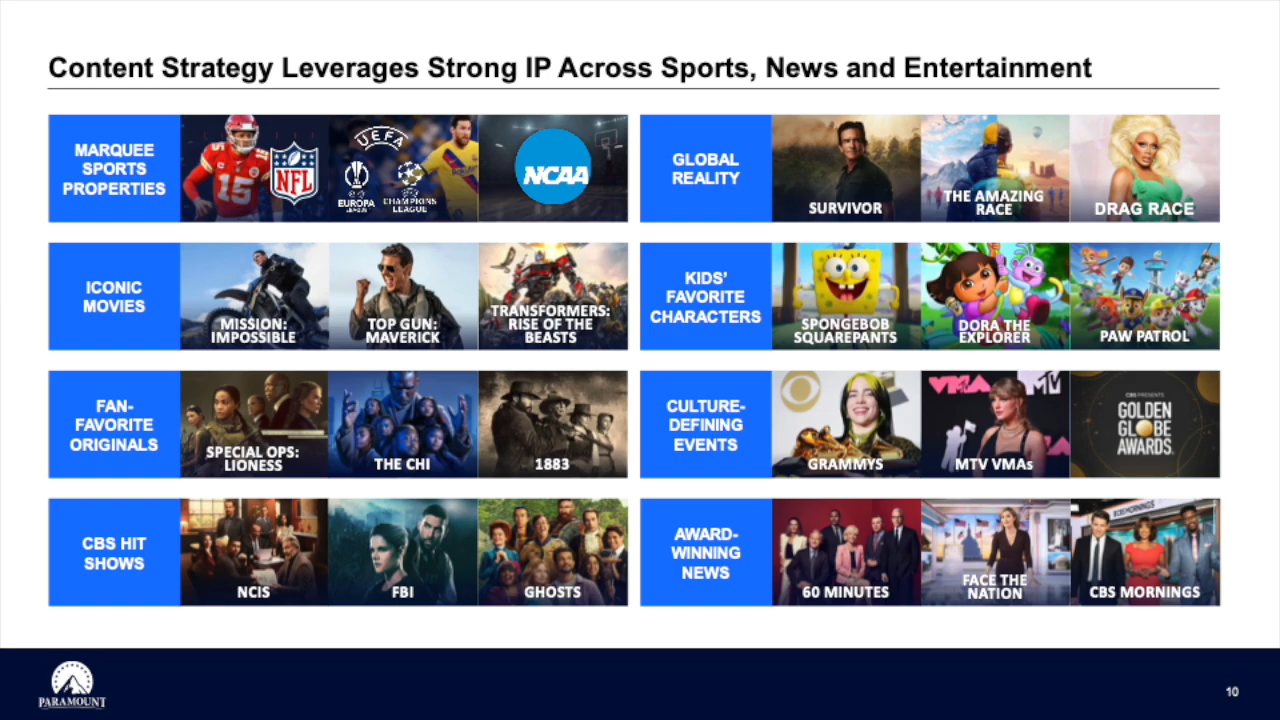 Content Strategy Leverages Strong IP Across Sports, News and Entertainment
MARQUEE
SPORTS
PROPERTIES
15
15
NFL
UEFA
EUROPA
LEAGUE
CHAMPIONS
LEAGUE
NCAA
GLOBAL
REALITY
SURVIVOR
THE AMAZING
RACE
DRAG RACE
ICONIC
MOVIES
MISSION:
IMPOSSIBLE
TOP GUN:
MAVERICK
TRANSFORMERS:
RISE OF THE
BEASTS
KIDS'
FAVORITE
CHARACTERS
SPONGEBOB
SQUAREPANTS
DORA THE
EXPLORER
PAW PATROL
FAN-
FAVORITE
ORIGINALS
SPECIAL OPS:
LIONESS
THE CHI
1883
CULTURE-
DEFINING
EVENTS
GRAMMYS
VMA
MTV
MTV VMAs
CBS PRESENTS
GOLDEN
GLOBE
AWARDS
CBS HIT
SHOWS
NCIS
FBI
GHOSTS
AWARD-
WINNING
NEWS
60 MINUTES
FACE THE
NATION
CBS MORNINGS
CBS MORNINGS
PARAMOUNT
10